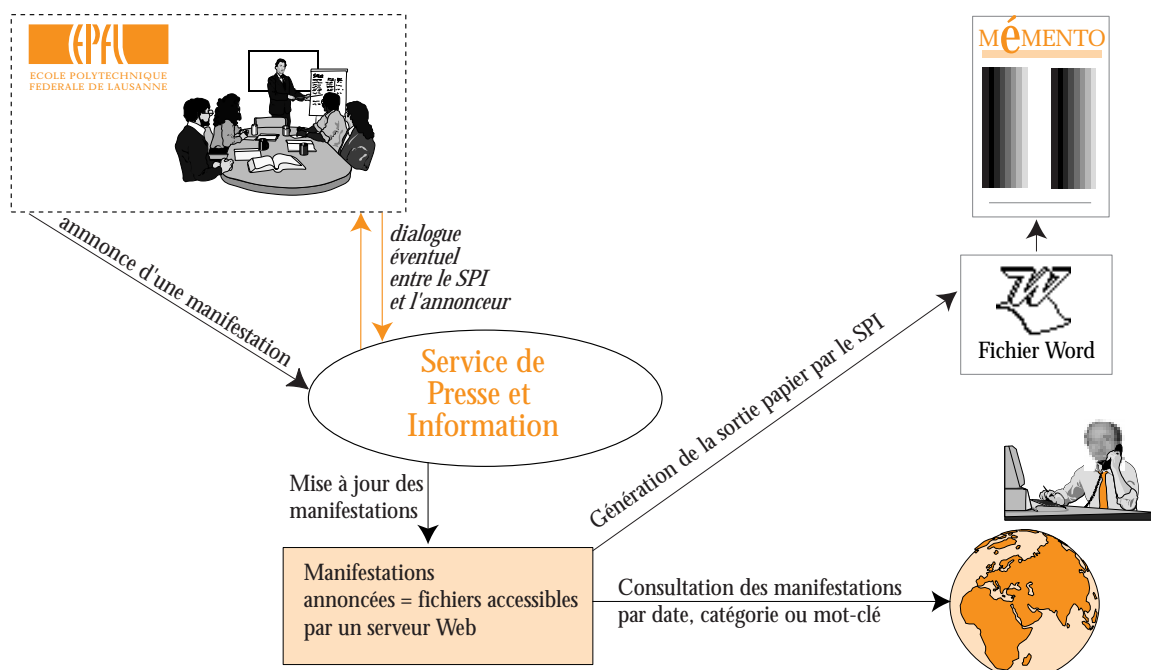 EPFL
ECOLE POLYTECHNIQUE
FEDERALE DE LAUSANNE
MéMENTO
annnonce d'une manifestation
dialogue
éventuel
entre le SPI
et l'annonceur
W
Fichier Word
Service de
Presse et
Information
Génération de la sortie papier par le SPI
Mise à jour des
manifestations
Manifestations
annoncées = fichiers accessibles
par un serveur Web
Consultation des manifestations
par date, catégorie ou mot-clé